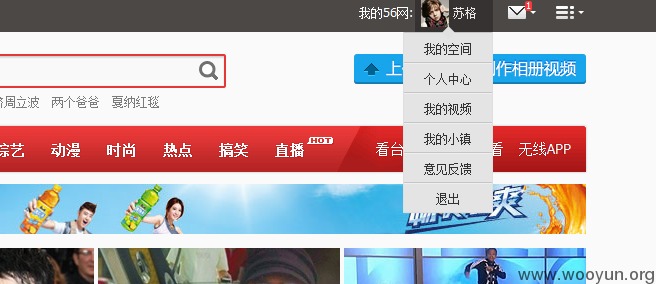 我的56网: 苏格 1
我的空间
上 作相册视频
个人中心
周立波 两个爸爸 戛纳红毯
我的视频
综艺 动漫 时尚 热点 搞笑 直播 HOT 看台 看 无线APP
我的小镇
意见反馈
退出
www.wooyun.org